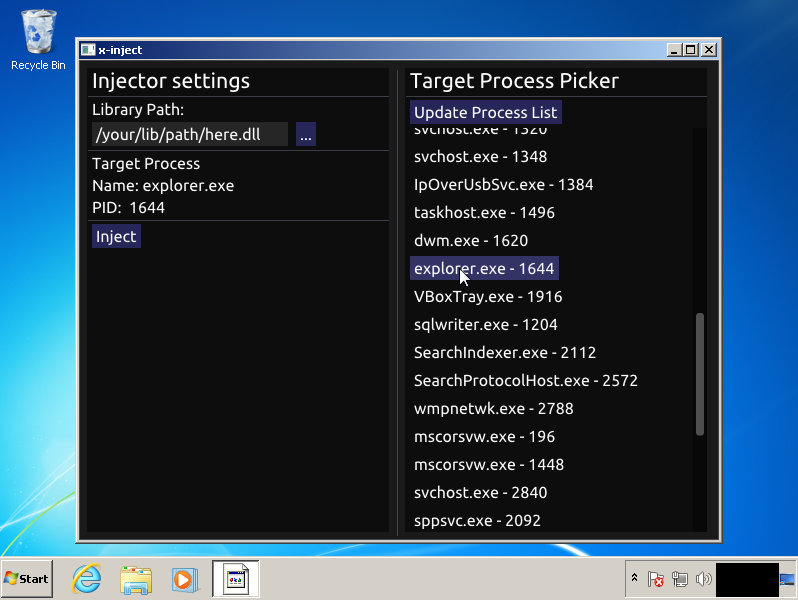 Recycle Bin
x-inject
Injector settings
Library Path:
/your/lib/path/here.dll
...
Target Process
Name: explorer.exe
PID: 1644
Inject
Target Process Picker
Update Process List
svchost.exe - 1320
svchost.exe - 1348
IpOverUsbSvc.exe - 1384
taskhost.exe - 1496
dwm.exe - 1620
explorer.exe - 1644
VBoxTray.exe - 1916
sqlwriter.exe - 1204
SearchIndexer.exe - 2112
SearchProtocolHost.exe - 2572
wmpnetwk.exe - 2788
mscorsvw.exe - 196
mscorsvw.exe - 1448
svchost.exe - 2840
sppsvc.exe - 2092
Start